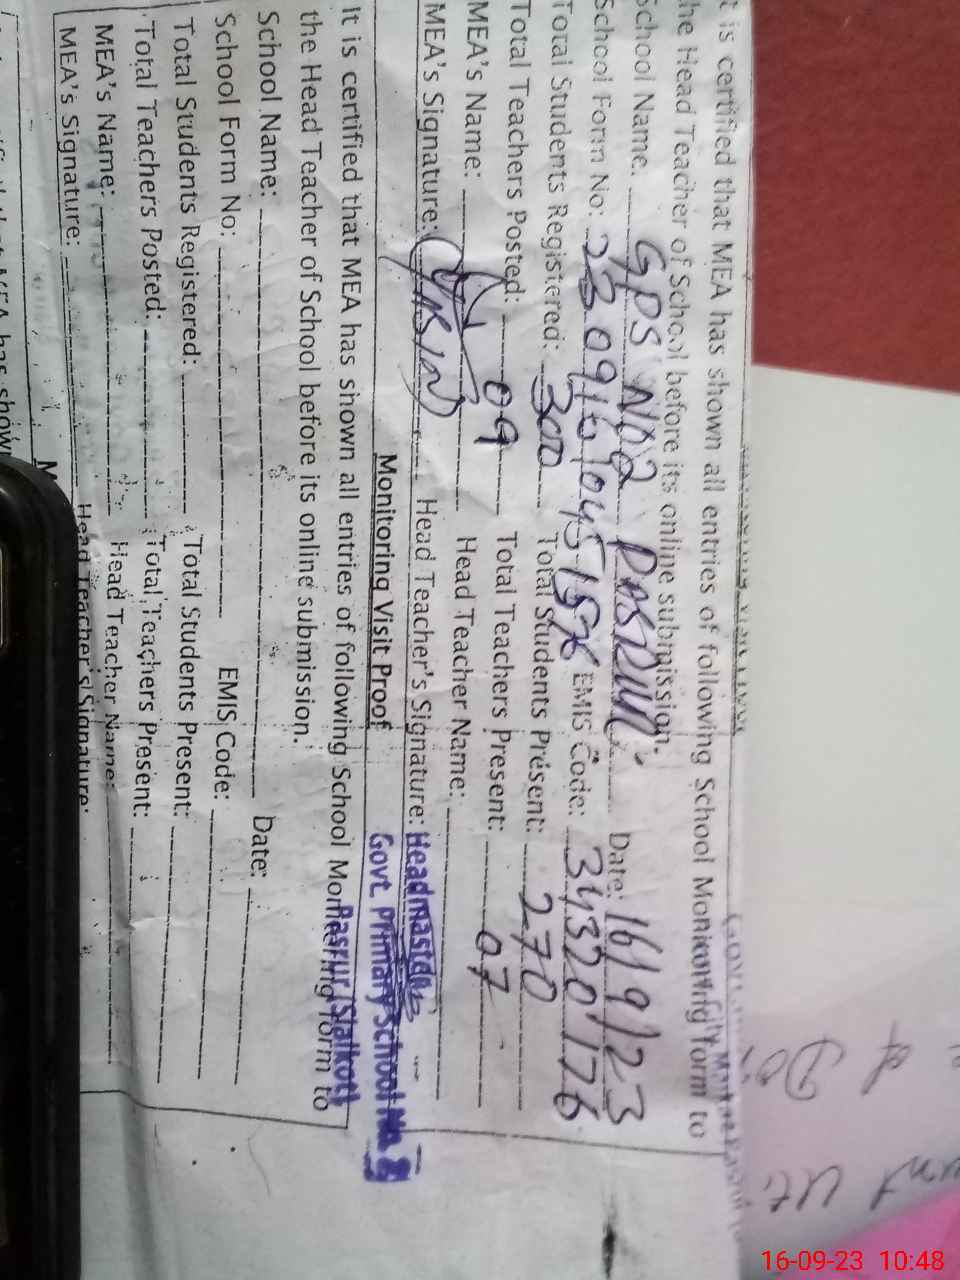 t is certified that MEA has shown all entries of following School Monitoring form to
he Head Teacher of School before its online submission.
School Name: GPS No 2 Pasrur Date: 16/9/23
School Form No: 230916104515 EMIS Code: 34320176
Total Students Registered: 300 Total Students Present: 270
Total Teachers Posted: 09 Total Teachers Present: 07
MEA's Name: Head Teacher Name:
MEA's Signature: Head Teacher's Signature: Headmaster
Govt. Primary School No. 2
Pasrur (Sialkot)
Monitoring Visit Proof
It is certified that MEA has shown all entries of following School Monitoring form to
the Head Teacher of School before its online submission.
School Name: Date:
School Form No: EMIS Code:
Total Students Registered: Total Students Present:
Total Teachers Posted: Total Teachers Present:
MEA's Name: Head Teacher Name:
MEA's Signature: Head Teacher's Signature:
16-09-23 10:48